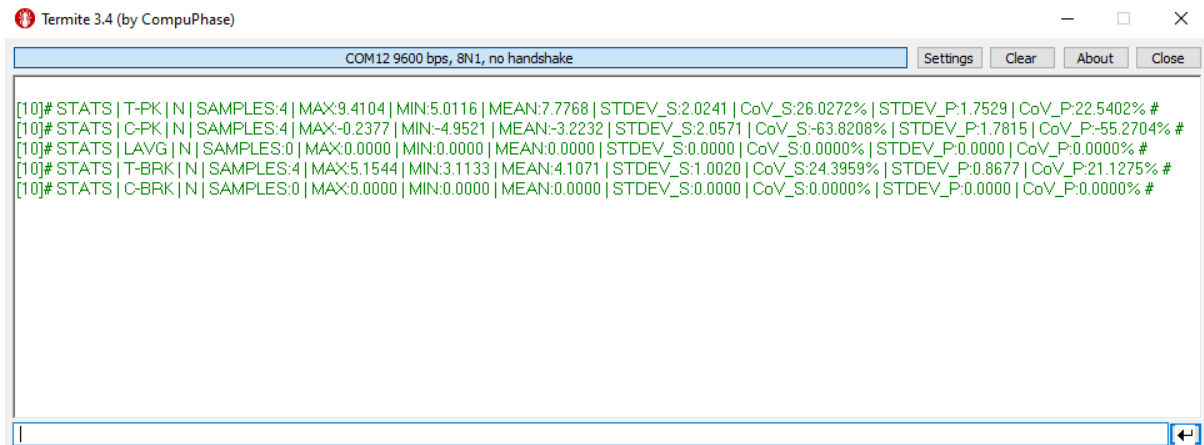 Termite 3.4 (by CompuPhase)
COM12 9600 bps, 8N1, no handshake
Settings
Clear
About
Close
[10]# STATS | T-PK | N | SAMPLES:4 | MAX:9.4104 | MIN:5.0116 | MEAN:7.7768 | STDEV_S:2.0241 | CoV_S:26.0272% | STDEV_P:1.7529 | CoV_P:22.5402% #
[10]# STATS | C-PK | N | SAMPLES:4 | MAX:-0.2377 | MIN:-4.9521 | MEAN:-3.2232 | STDEV_S:2.0571 | CoV_S:-63.8208% | STDEV_P:1.7815 | CoV_P:-55.2704% #
[10]# STATS | LAVG | N | SAMPLES:0 | MAX:0.0000 | MIN:0.0000 | MEAN:0.0000 | STDEV_S:0.0000 | CoV_S:0.0000% | STDEV_P:0.0000 | CoV_P:0.0000% #
[10]# STATS | T-BRK | N | SAMPLES:4 | MAX:5.1544 | MIN:3.1133 | MEAN:4.1071 | STDEV_S:1.0020 | CoV_S:24.3959% | STDEV_P:0.8677 | CoV_P:21.1275% #
[10]# STATS | C-BRK | N | SAMPLES:0 | MAX:0.0000 | MIN:0.0000 | MEAN:0.0000 | STDEV_S:0.0000 | CoV_S:0.0000% | STDEV_P:0.0000 | CoV_P:0.0000% #